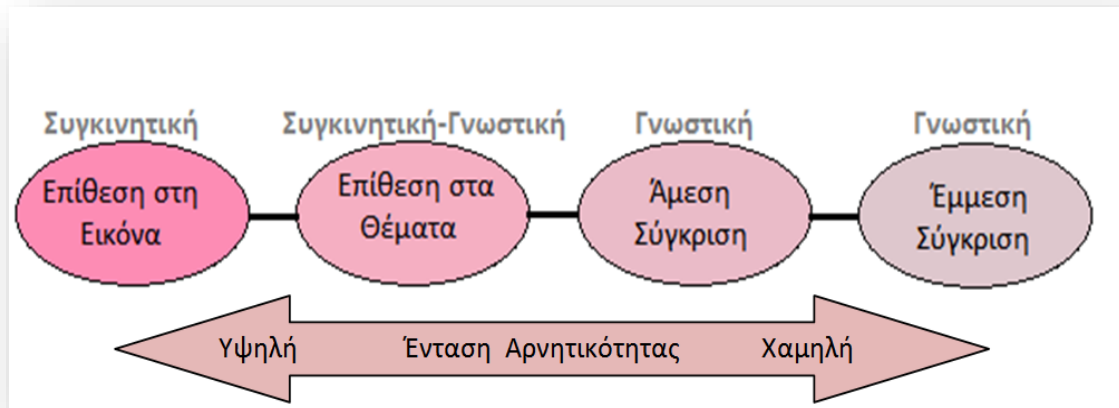 Συγκινητική
Συγκινητική-Γνωστική
Γνωστική
Γνωστική
Επίθεση στη
Εικόνα
Επίθεση στα
Θέματα
Άμεση
Σύγκριση
Έμμεση
Σύγκριση
Υψηλή Ένταση Αρνητικότητας Χαμηλή